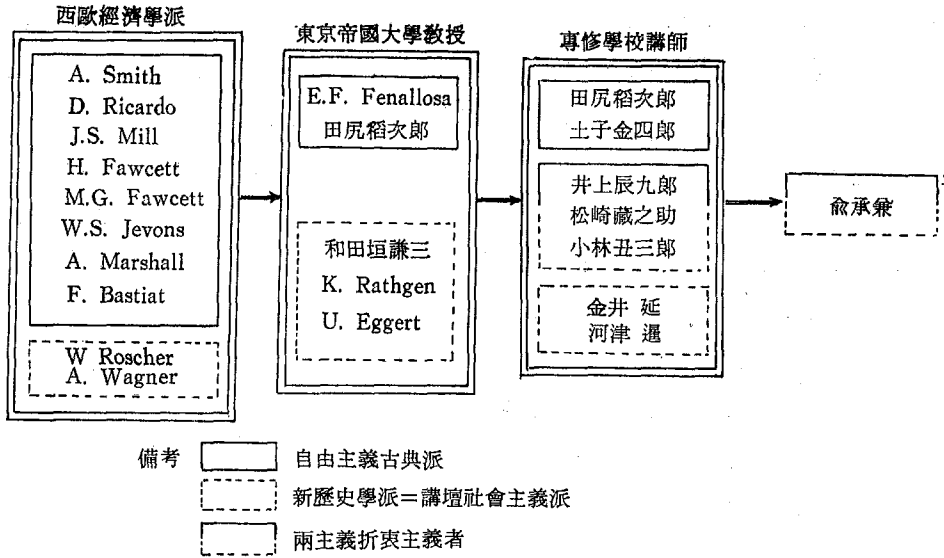 西歐經濟學派
A. Smith
D. Ricardo
J.S. Mill
H. Fawcett
M.G. Fawcett
W.S. Jevons
A. Marshall
F. Bastiat
W Roscher
A. Wagner
東京帝國大學敎授
E.F. Fenallosa
田尻稻次郎
和田垣謙三
K. Rathgen
U. Eggert
專修學校講師
田尻稻次郎
土子金四郎
井上辰九郎
松崎藏之助
小林丑三郎
金井 延
河津 暹
兪承兼
備考
自由主義古典派
新歷史學派＝講壇社會主義派
兩主義折衷主義者